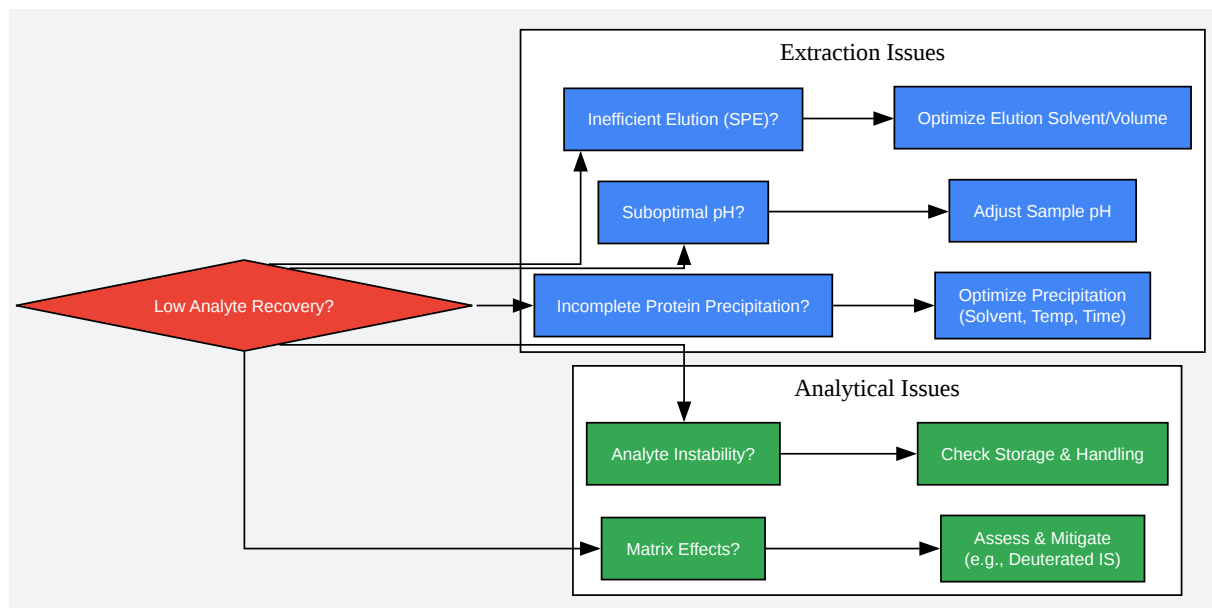 Extraction Issues
Inefficient Elution (SPE)?
Optimize Elution Solvent/Volume
Suboptimal pH?
Adjust Sample pH
Low Analyte Recovery?
Incomplete Protein Precipitation?
Optimize Precipitation
(Solvent, Temp, Time)
Analytical Issues
Analyte Instability?
Check Storage & Handling
Matrix Effects?
Assess & Mitigate
(e.g., Deuterated IS)